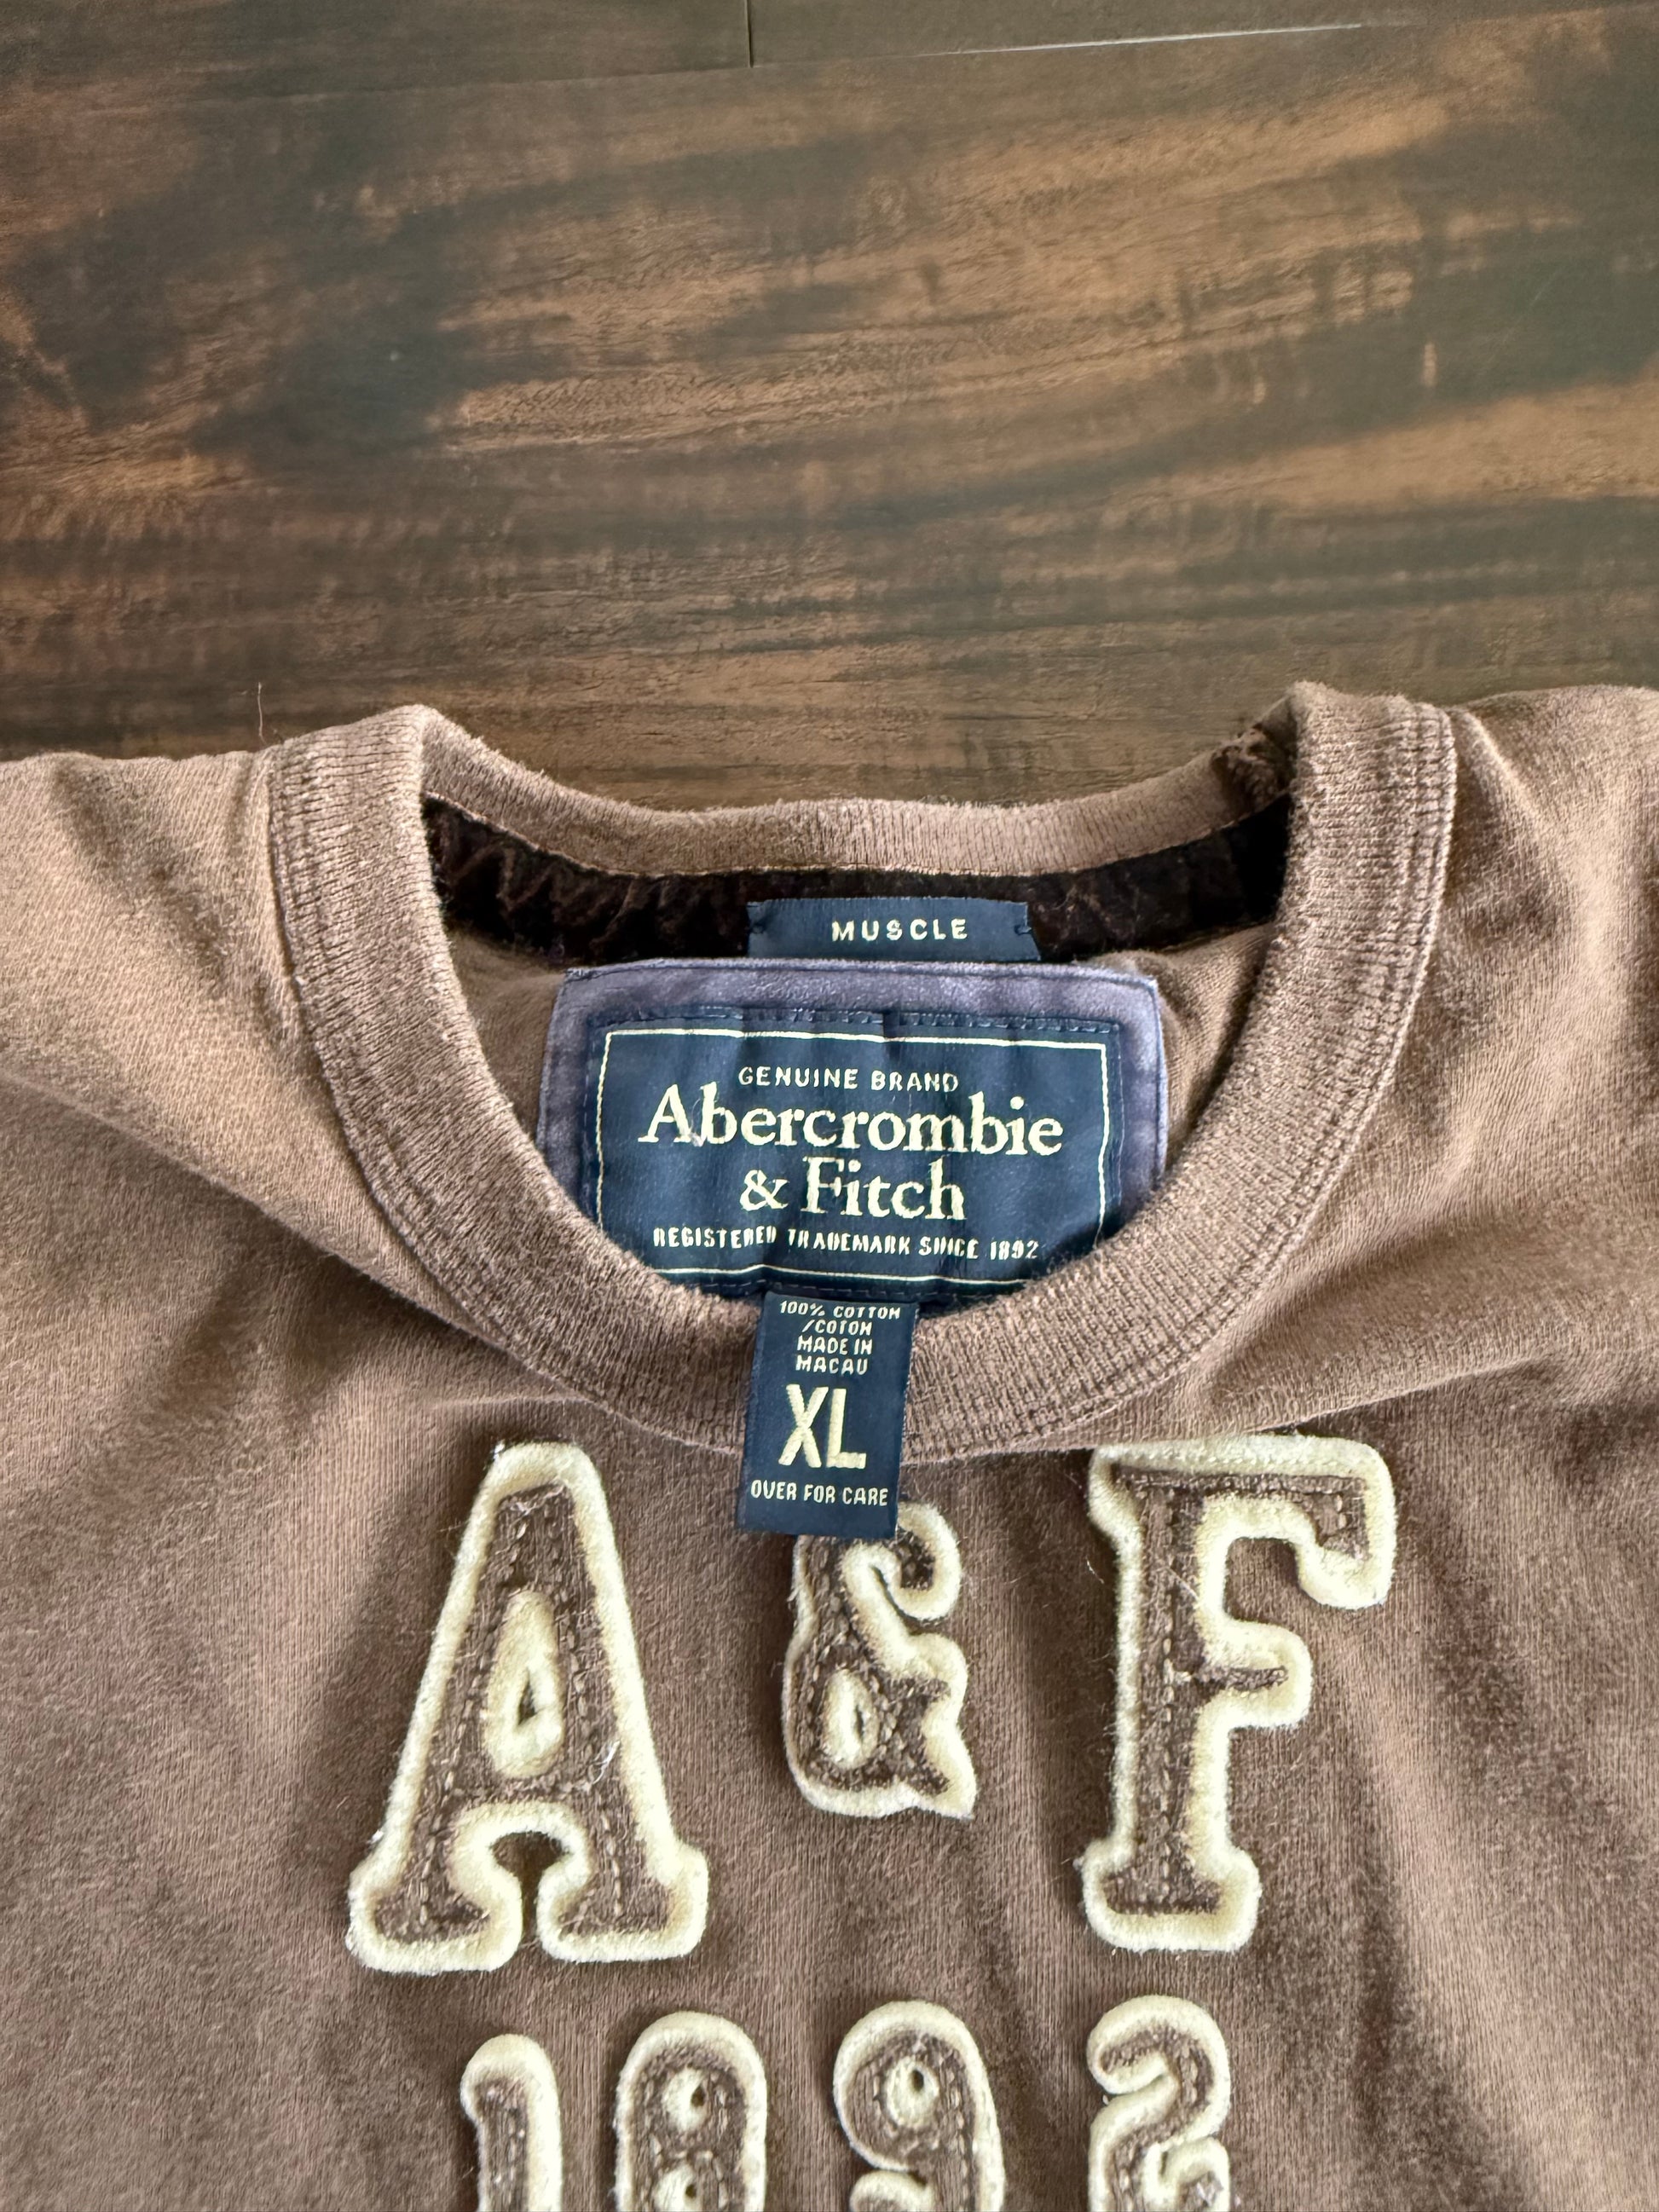 MUSCLE
GENUINE BRAND
Abercrombie
& Fitch
REGISTERED TRADEMARK SINCE 1892
100% COTTON
/COTON
MADE IN
MACAU
XL
OVER FOR CARE
A & F
1892